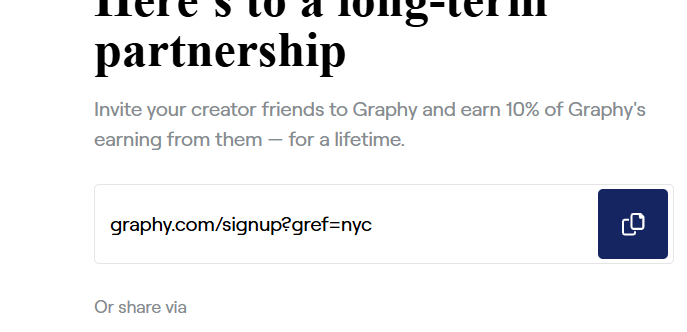 Here's to a long-term
partnership
Invite your creator friends to Graphy and earn 10% of Graphy's
earning from them — for a lifetime.
graphy.com/signup?gref=nyc
Or share via